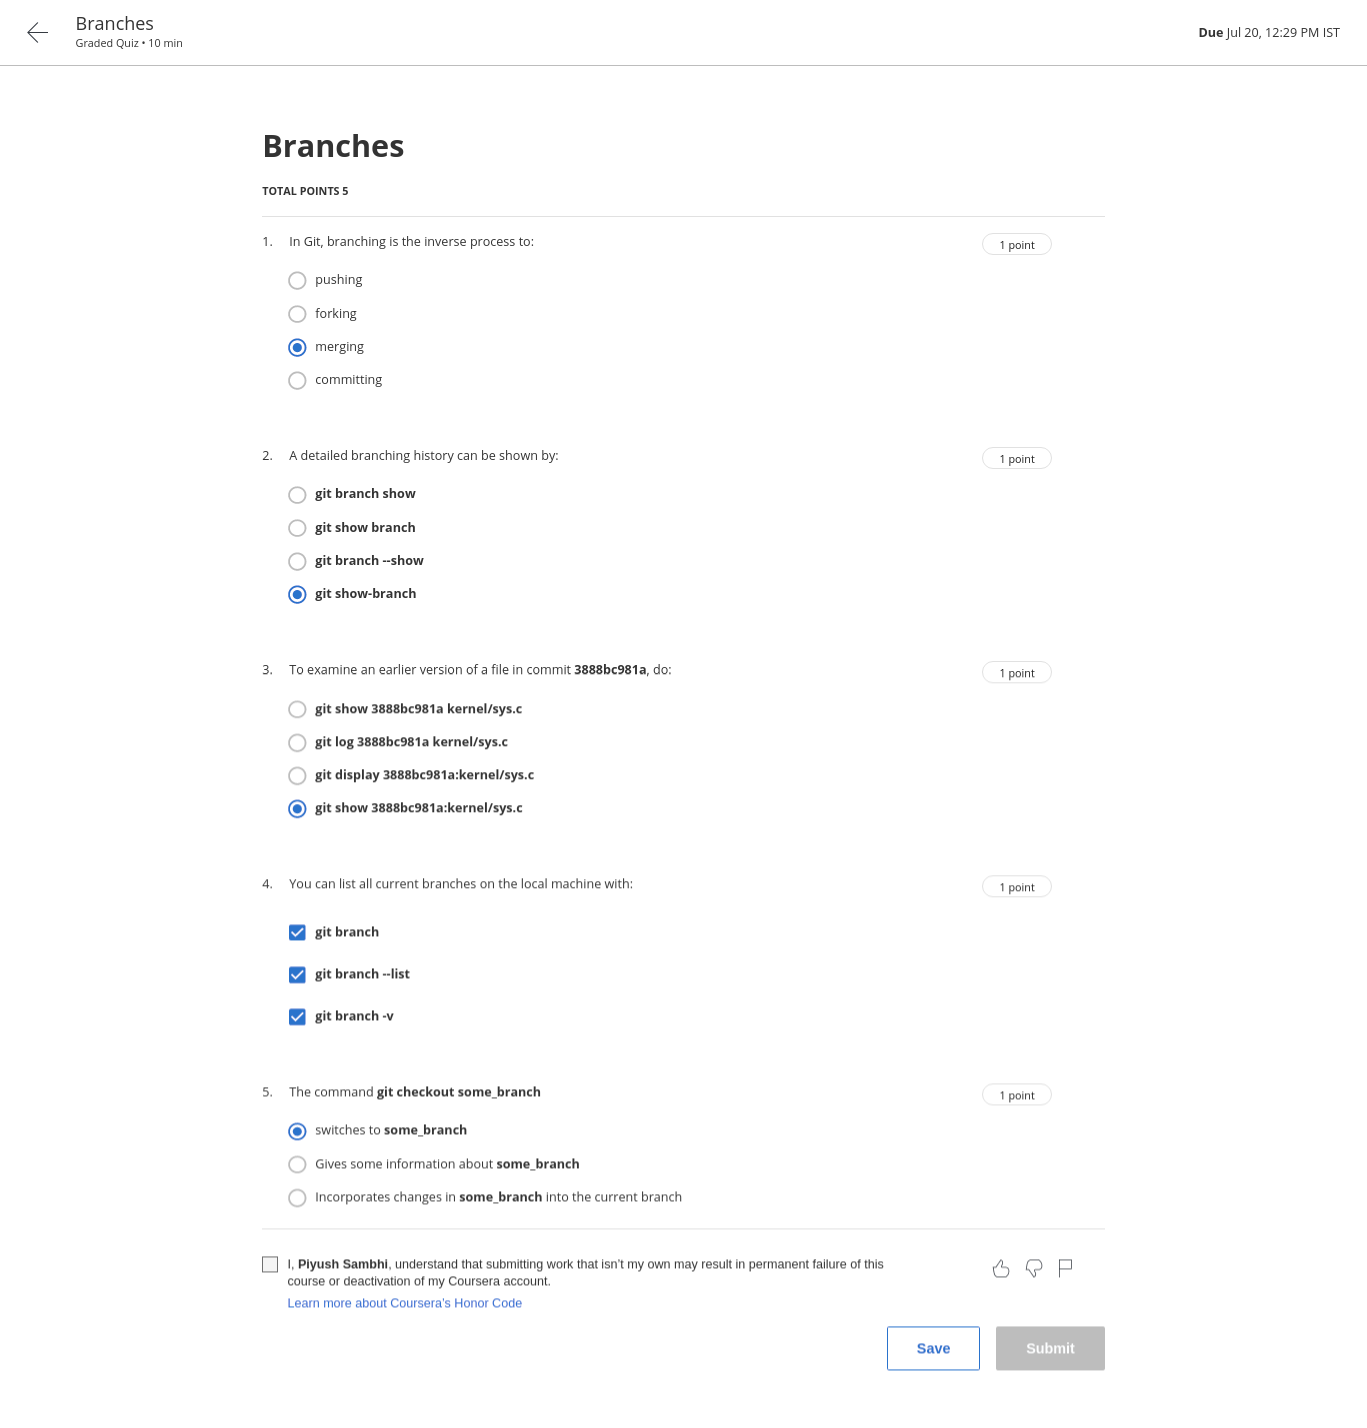 Branches
Graded Quiz • 10 min
Due Jul 20, 12:29 PM IST
Branches
TOTAL POINTS 5
1. In Git, branching is the inverse process to:
1 point
pushing
forking
merging
committing
2. A detailed branching history can be shown by:
1 point
git branch show
git show branch
git branch --show
git show-branch
3. To examine an earlier version of a file in commit 3888bc981a, do:
1 point
git show 3888bc981a kernel/sys.c
git log 3888bc981a kernel/sys.c
git display 3888bc981a:kernel/sys.c
git show 3888bc981a:kernel/sys.c
4. You can list all current branches on the local machine with:
1 point
git branch
git branch --list
git branch -v
5. The command git checkout some_branch
1 point
switches to some_branch
Gives some information about some_branch
Incorporates changes in some_branch into the current branch
I, Piyush Sambhi, understand that submitting work that isn't my own may result in permanent failure of this
course or deactivation of my Coursera account.
Learn more about Coursera's Honor Code
Save
Submit